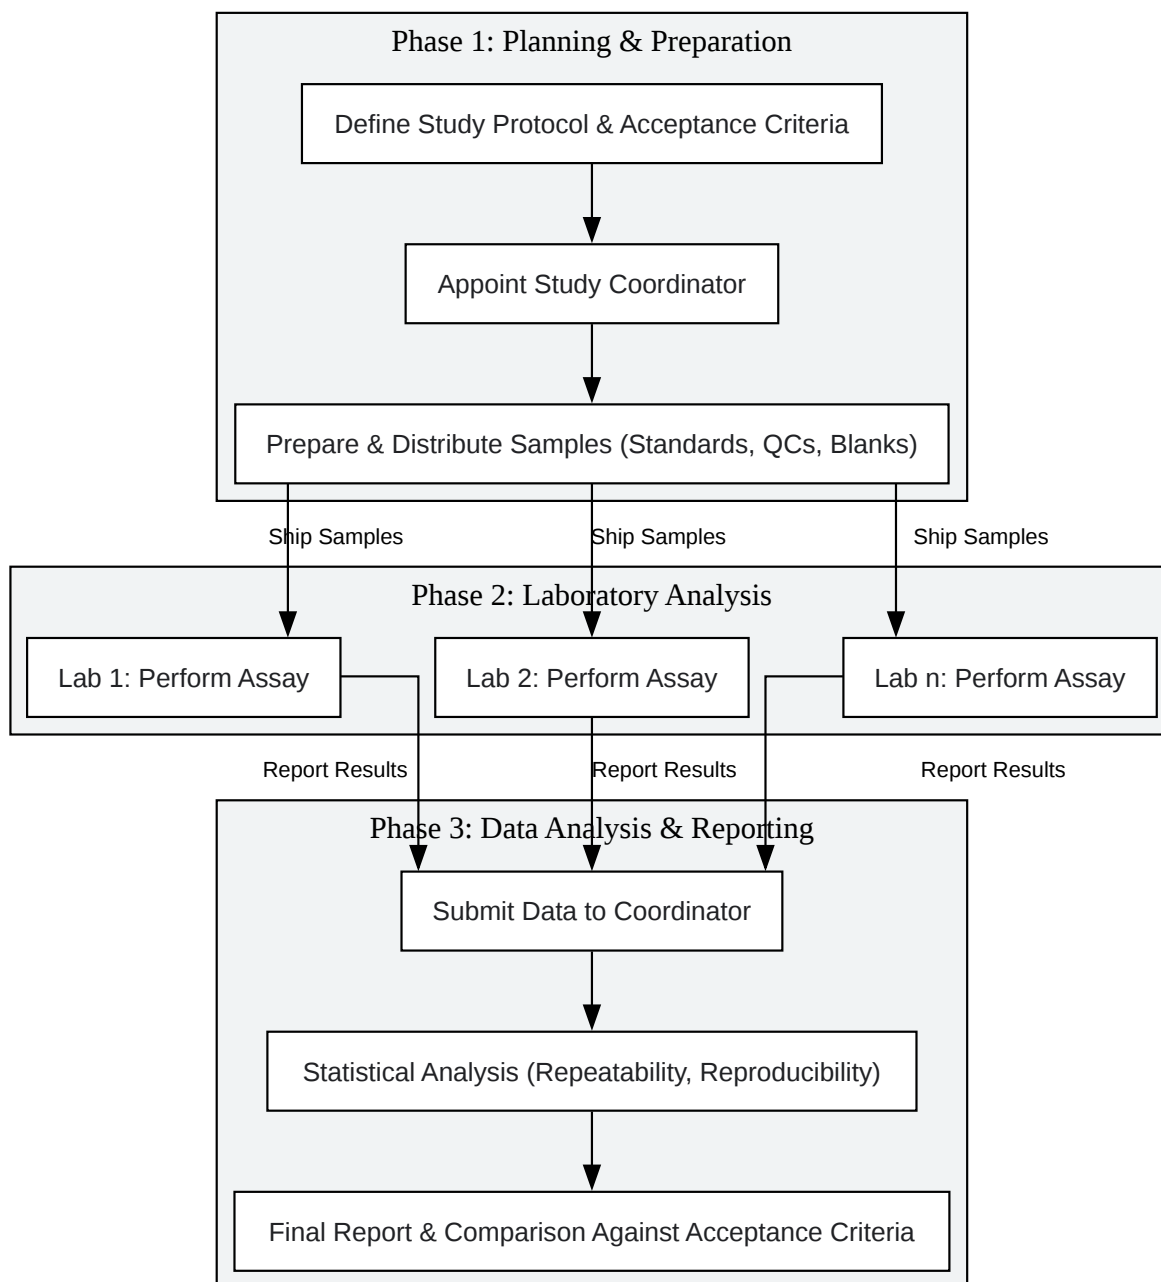 Phase 1: Planning & Preparation
Define Study Protocol & Acceptance Criteria
Appoint Study Coordinator
Prepare & Distribute Samples (Standards, QCs, Blanks)
Ship Samples
Ship Samples
Ship Samples
Phase 2: Laboratory Analysis
Lab 1: Perform Assay
Lab 2: Perform Assay
Lab n: Perform Assay
Report Results
Report Results
Report Results
Phase 3: Data Analysis & Reporting
Submit Data to Coordinator
Statistical Analysis (Repeatability, Reproducibility)
Final Report & Comparison Against Acceptance Criteria